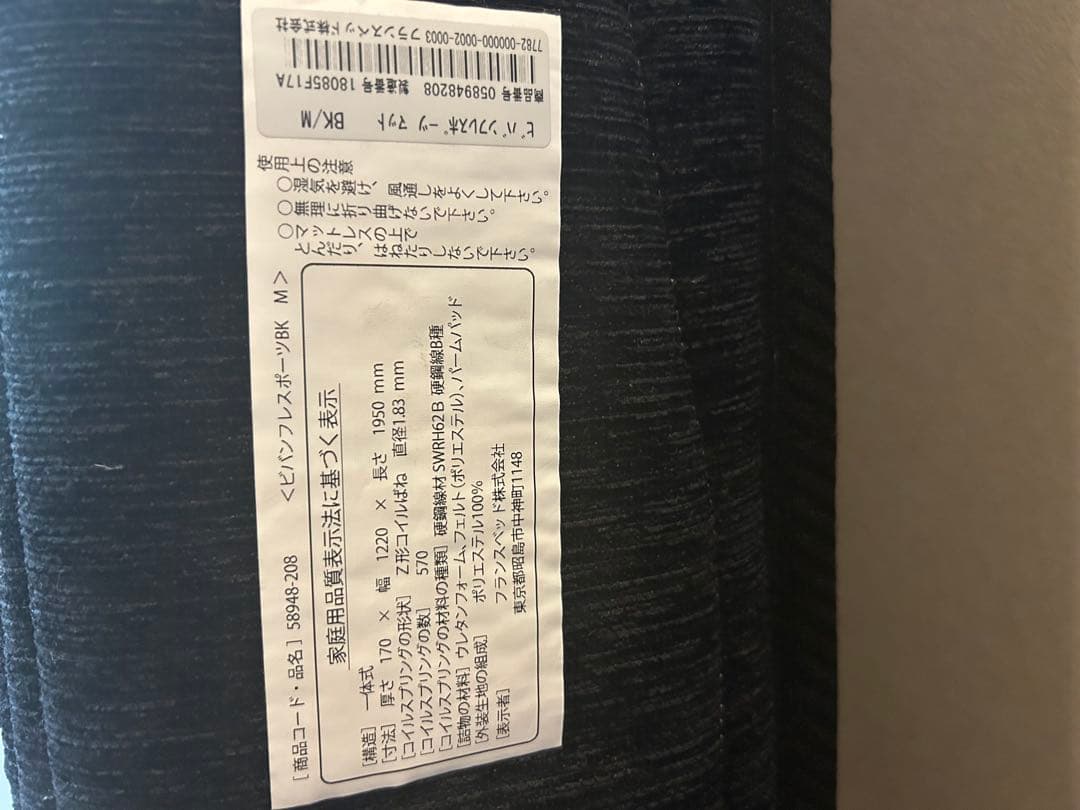 [商品コード・品名] 58948-208 <ビバンフレスポーツBK M>
家庭用品質表示法に基づく表示
[構造] 一体式
[寸法] 厚さ 170 × 幅 1220 × 長さ 1950 mm
[コイルスプリングの形状] Z形コイルばね 直径1.83 mm
[コイルスプリングの数] 570
[コイルスプリングの材料の種類] 硬鋼線材 SWRH62B 硬鋼線B種
[詰物の材料] ウレタンフォーム、フェルト(ポリエステル)、パームパッド
[外装生地の組成] ポリエステル100%
[表示者] フランスベッド株式会社
東京都昭島市中神町1148
使用上の注意
○湿気を避け、風通しをよくして下さい。
○無理に折り曲げないで下さい。
○マットレスの上で
とんだり、はねたりしないで下さい。
ビバンフレスポーツ マット BK/M
商品番号 058948208 製造番号 18085F17A
7782-000000-0002-0003 フランスベッド株式会社